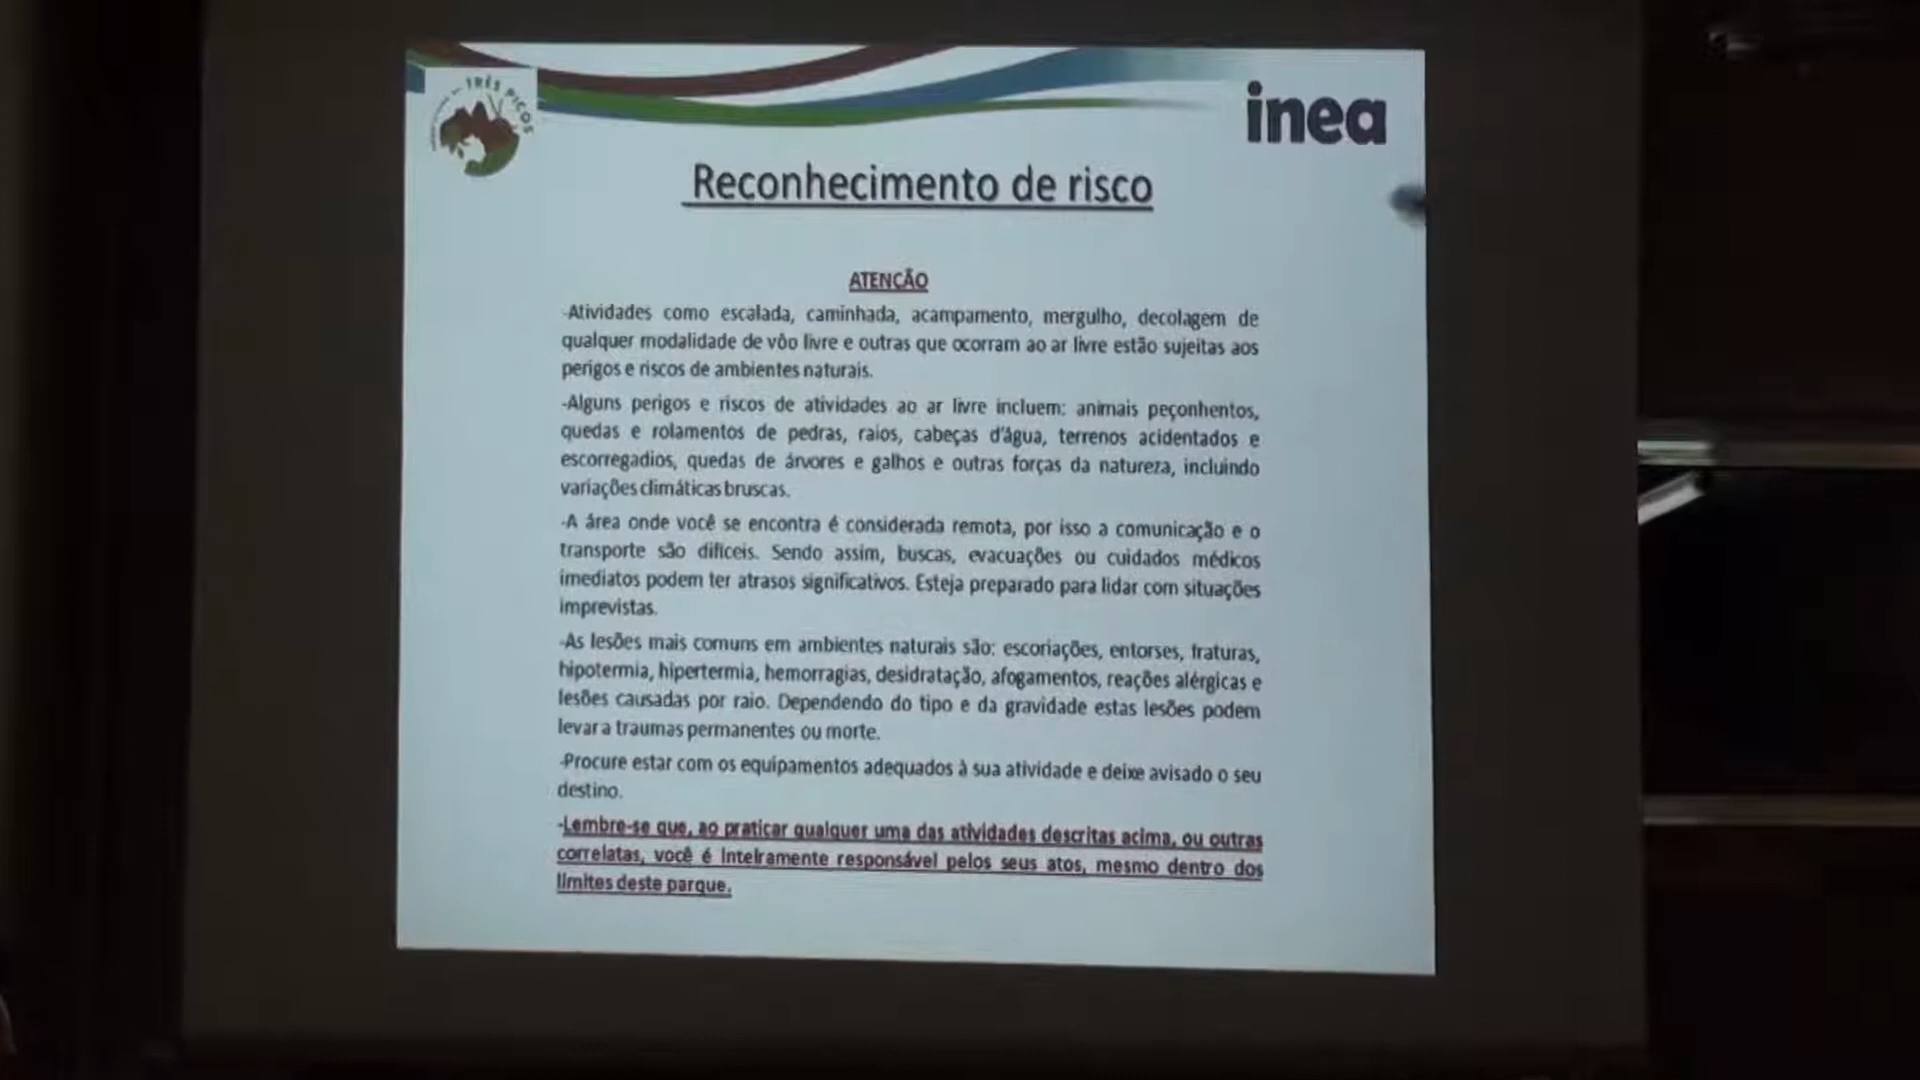 TRÊS PICOS
inea
Reconhecimento de risco
ATENÇÃO
-Atividades como escalada, caminhada, acampamento, mergulho, decolagem de
qualquer modalidade de vôo livre e outras que ocorram ao ar livre estão sujeitas aos
perigos e riscos de ambientes naturais.
-Alguns perigos e riscos de atividades ao ar livre incluem: animais peçonhentos,
quedas e rolamentos de pedras, raios, cabeças d'água, terrenos acidentados e
escorregadios, quedas de árvores e galhos e outras forças da natureza, incluindo
variações climáticas bruscas.
-A área onde você se encontra é considerada remota, por isso a comunicação e o
transporte são difíceis. Sendo assim, buscas, evacuações ou cuidados médicos
imediatos podem ter atrasos significativos. Esteja preparado para lidar com situações
imprevistas.
-As lesões mais comuns em ambientes naturais são: escoriações, entorses, fraturas,
hipotermia, hipertermia, hemorragias, desidratação, afogamentos, reações alérgicas e
lesões causadas por raio. Dependendo do tipo e da gravidade estas lesões podem
levar a traumas permanentes ou morte.
-Procure estar com os equipamentos adequados à sua atividade e deixe avisado o seu
destino.
-Lembre-se que, ao praticar qualquer uma das atividades descritas acima, ou outras
correlatas, você é inteiramente responsável pelos seus atos, mesmo dentro dos
limites deste parque.